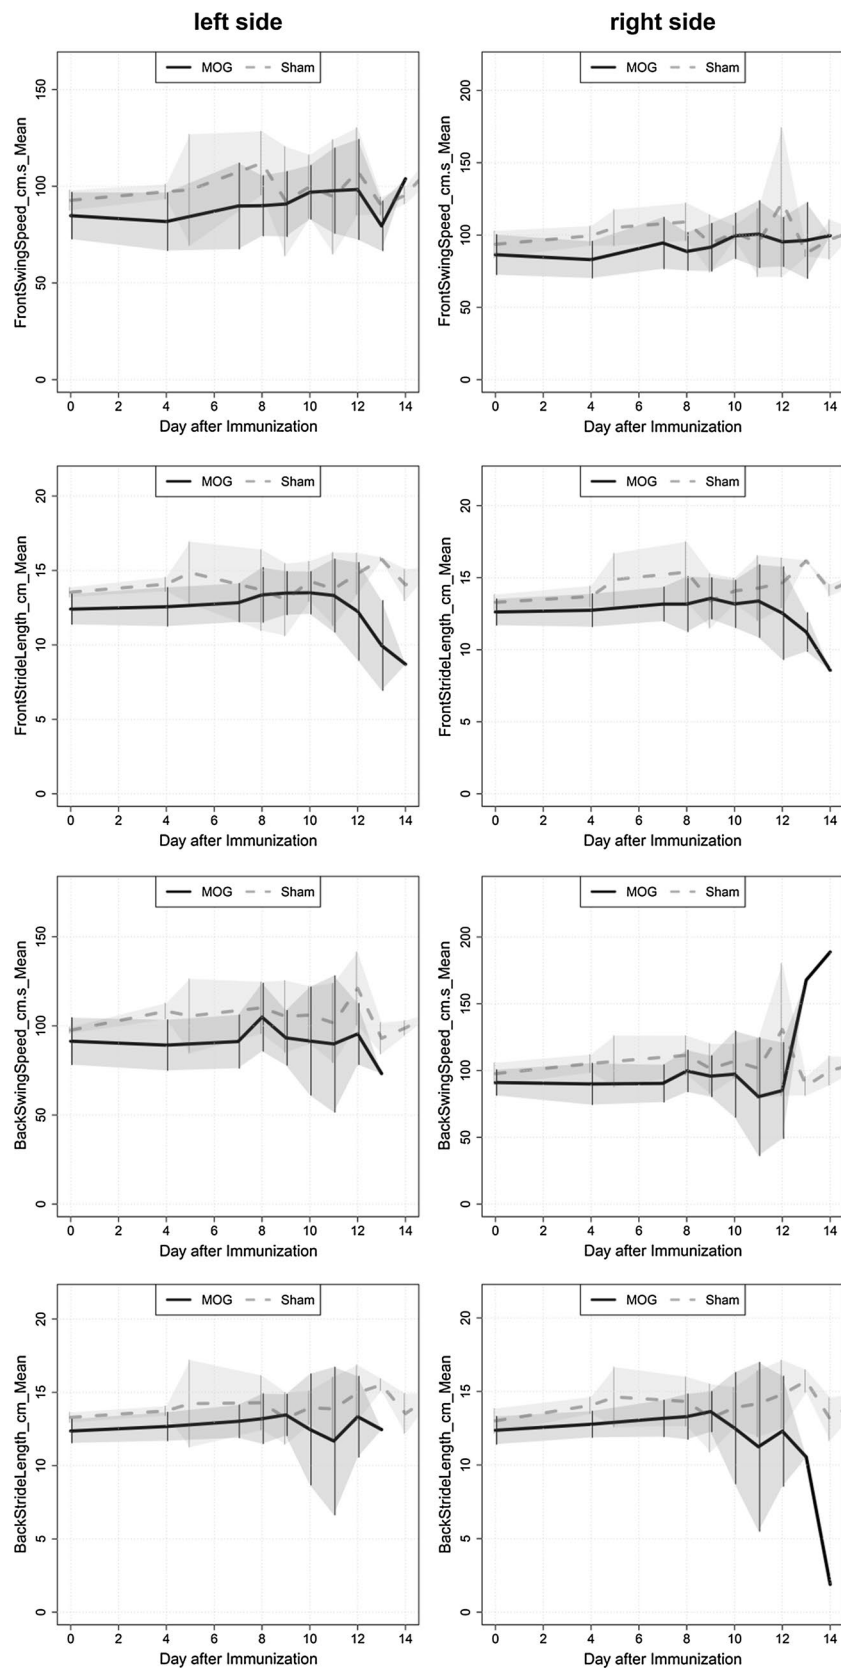 left side
right side
MOG Sham
FrontSwingSpeed_cm.s_Mean
150
100
50
0
0 2 4 6 8 10 12 14
Day after Immunization
MOG Sham
FrontSwingSpeed_cm.s_Mean
200
150
100
50
0
0 2 4 6 8 10 12 14
Day after Immunization
MOG Sham
FrontStrideLength_cm_Mean
20
15
10
5
0
0 2 4 6 8 10 12 14
Day after Immunization
MOG Sham
FrontStrideLength_cm_Mean
20
15
10
5
0
0 2 4 6 8 10 12 14
Day after Immunization
MOG Sham
BackSwingSpeed_cm.s_Mean
150
100
50
0
0 2 4 6 8 10 12 14
Day after Immunization
MOG Sham
BackSwingSpeed_cm.s_Mean
200
150
100
50
0
0 2 4 6 8 10 12 14
Day after Immunization
MOG Sham
BackStrideLength_cm_Mean
20
15
10
5
0
0 2 4 6 8 10 12 14
Day after Immunization
MOG Sham
BackStrideLength_cm_Mean
20
15
10
5
0
0 2 4 6 8 10 12 14
Day after Immunization